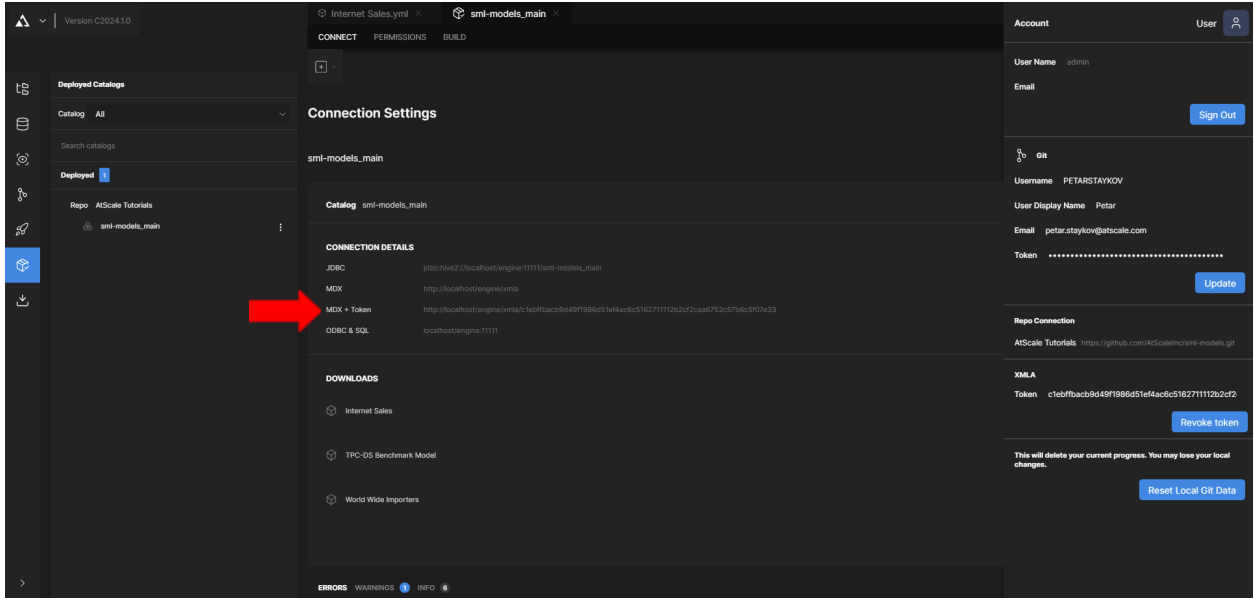 Version C2024.1.0
Deployed Catalogs
Catalog All
Search catalogs
Deployed 1
Repo AtScale Tutorials
sml-models_main
Internet Sales.yml
sml-models_main
CONNECT PERMISSIONS BUILD
Connection Settings
sml-models_main
Catalog sml-models_main
CONNECTION DETAILS
JDBC jdbc:hive2://localhost/engine:11111/sml-models_main
MDX http://localhost/engine/xmla
MDX + Token http://localhost/engine/xmla/c1ebffbacb9d49f1986d51ef4ac6c5162711112b2cf2caa6752c57b6c5f07e33
ODBC & SQL localhost/engine:11111
DOWNLOADS
Internet Sales
TPC-DS Benchmark Model
World Wide Importers
ERRORS WARNINGS 1 INFO 6
Account User
User Name admin
Email
Sign Out
Git
Username PETARSTAYKOV
User Display Name Petar
Email petar.staykov@atscale.com
Token ••••••••••••••••••••••••••••••••••••••••
Update
Repo Connection
AtScale Tutorials https://github.com/AtScaleInc/sml-models.git
XMLA
Token c1ebffbacb9d49f1986d51ef4ac6c5162711112b2cf2
Revoke token
This will delete your current progress. You may lose your local
changes.
Reset Local Git Data